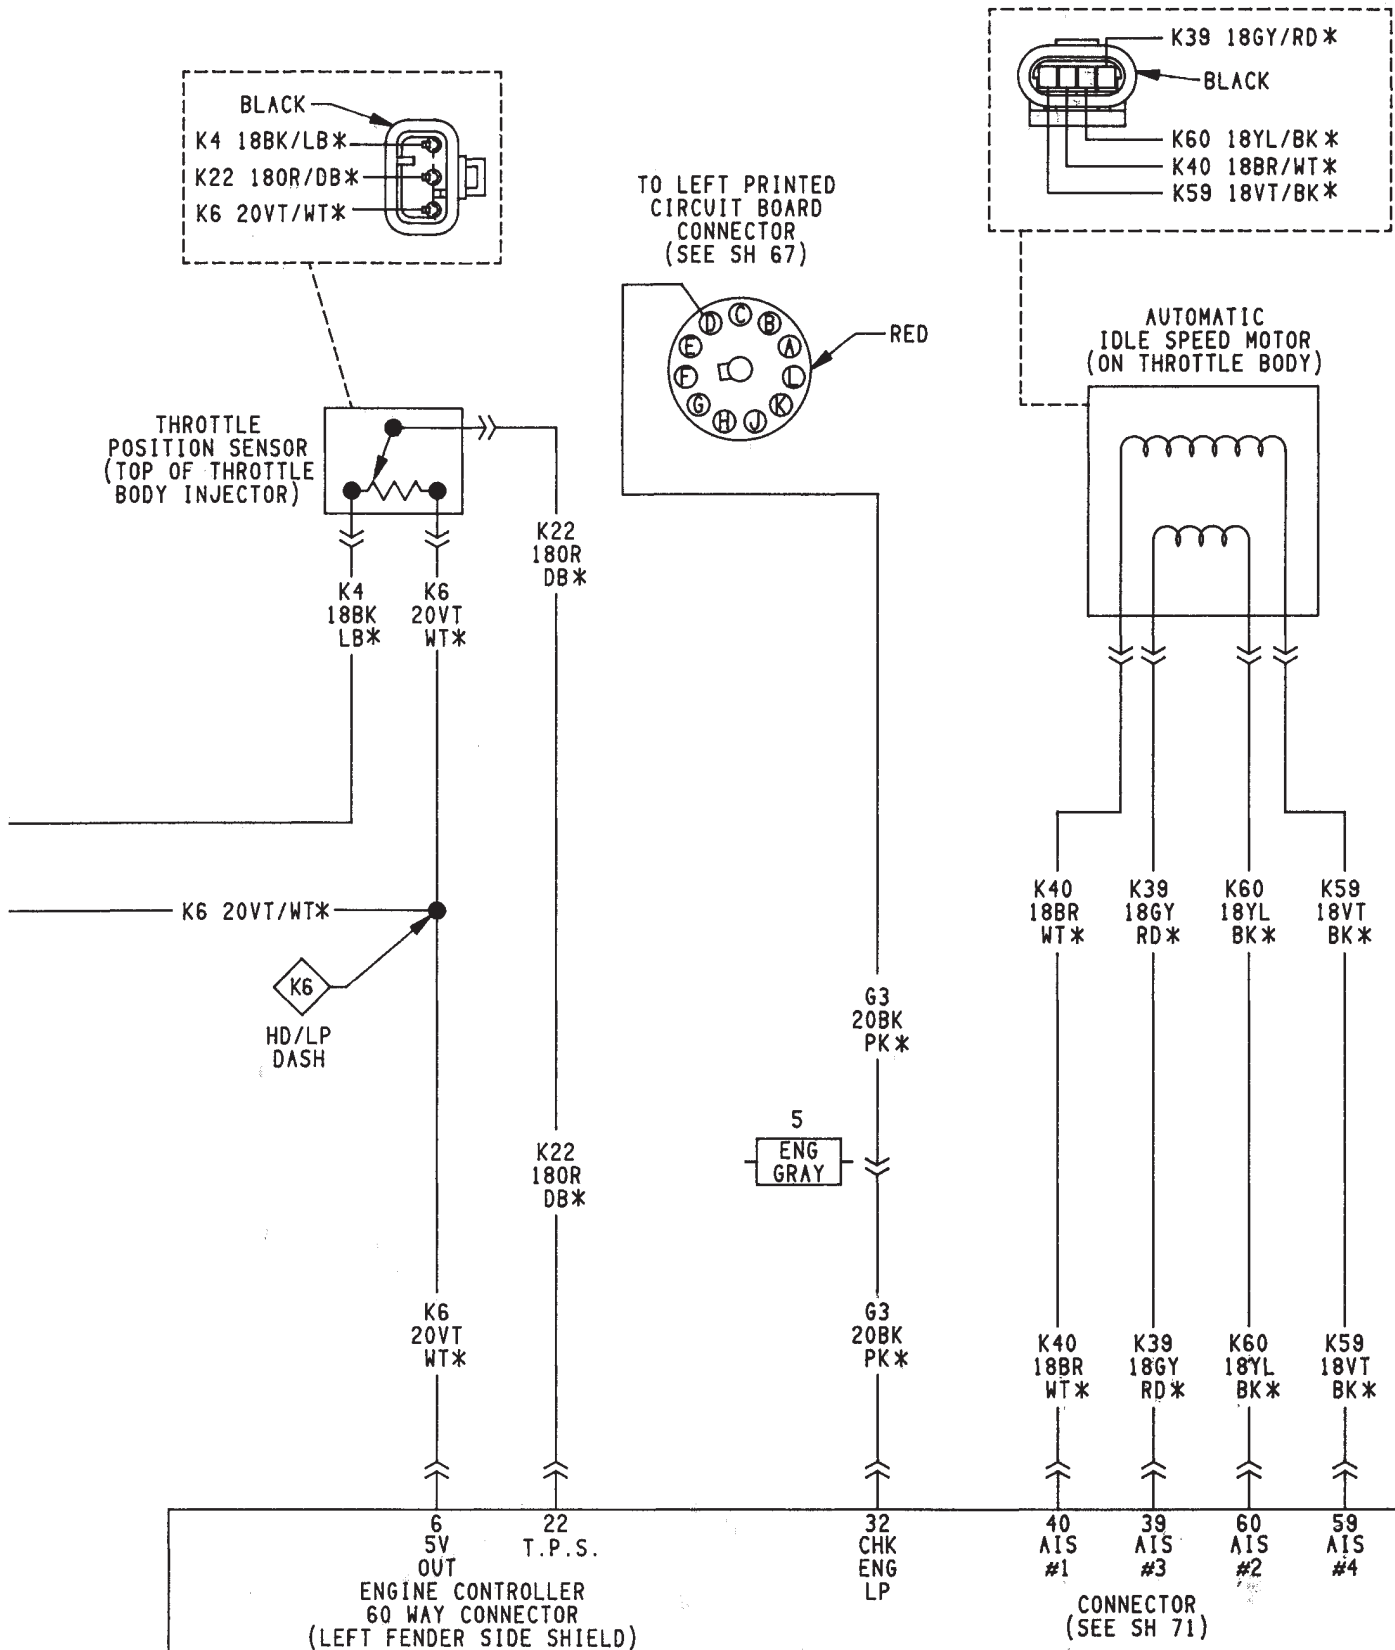 BLACK
K4 18BK/LB*
K22 18OR/DB*
K6 20VT/WT*
K39 18GY/RD*
BLACK
K60 18YL/BK*
K40 18BR/WT*
K59 18VT/BK*
TO LEFT PRINTED
CIRCUIT BOARD
CONNECTOR
(SEE SH 67)
C
D
B
E
A
F
L
G
K
H
J
RED
AUTOMATIC
IDLE SPEED MOTOR
(ON THROTTLE BODY)
THROTTLE
POSITION SENSOR
(TOP OF THROTTLE
BODY INJECTOR)
K22
18OR
DB*
K4
18BK
LB*
K6
20VT
WT*
K6 20VT/WT*
K6
HD/LP
DASH
K40
18BR
WT*
K39
18GY
RD*
K60
18YL
BK*
K59
18VT
BK*
G3
20BK
PK*
5
ENG
GRAY
K22
18OR
DB*
K6
20VT
WT*
G3
20BK
PK*
K40
18BR
WT*
K39
18GY
RD*
K60
18YL
BK*
K59
18VT
BK*
6
5V
OUT
22
T.P.S.
32
CHK
ENG
LP
40
AIS
#1
39
AIS
#3
60
AIS
#2
59
AIS
#4
ENGINE CONTROLLER
60 WAY CONNECTOR
(LEFT FENDER SIDE SHIELD)
CONNECTOR
(SEE SH 71)